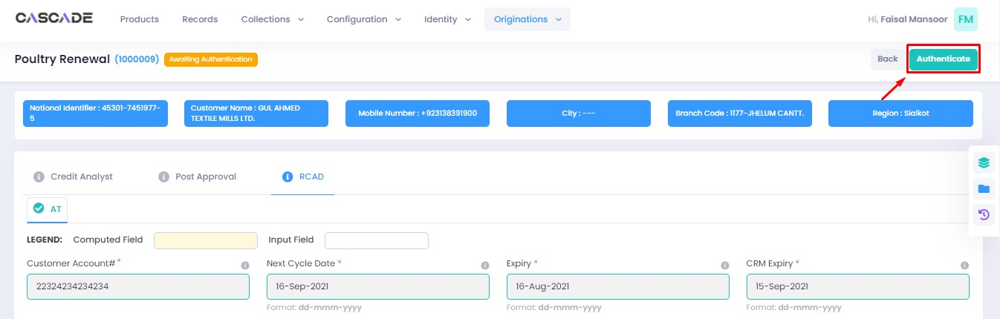 CASCADE Products Records Collections Configuration Identity Originations Hi, Faisal Mansoor FM
Poultry Renewal (1000009) Awaiting Authentication Back Authenticate
National Identifier : 45301-7451977-
5
Customer Name : GUL AHMED
TEXTILE MILLS LTD.
Mobile Number : +923138391900
City : ---
Branch Code : 1177-JHELUM CANTT.
Region : Sialkot
Credit Analyst Post Approval RCAD
AT
LEGEND: Computed Field Input Field
Customer Account# * Next Cycle Date * Expiry * CRM Expiry *
22324234234234 16-Sep-2021 16-Aug-2021 15-Sep-2021
Format: dd-mmm-yyyy Format: dd-mmm-yyyy Format: dd-mmm-yyyy